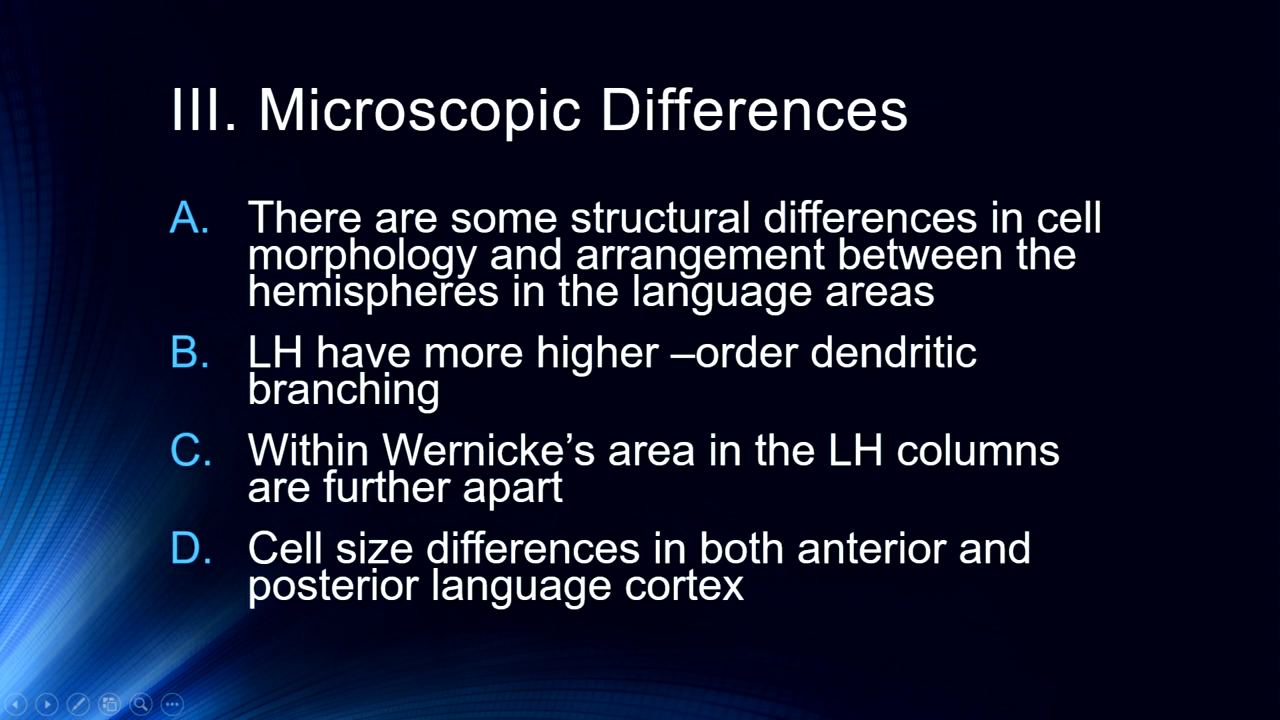 III. Microscopic Differences
A. There are some structural differences in cell
morphology and arrangement between the
hemispheres in the language areas
B. LH have more higher –order dendritic
branching
C. Within Wernicke’s area in the LH columns
are further apart
D. Cell size differences in both anterior and
posterior language cortex